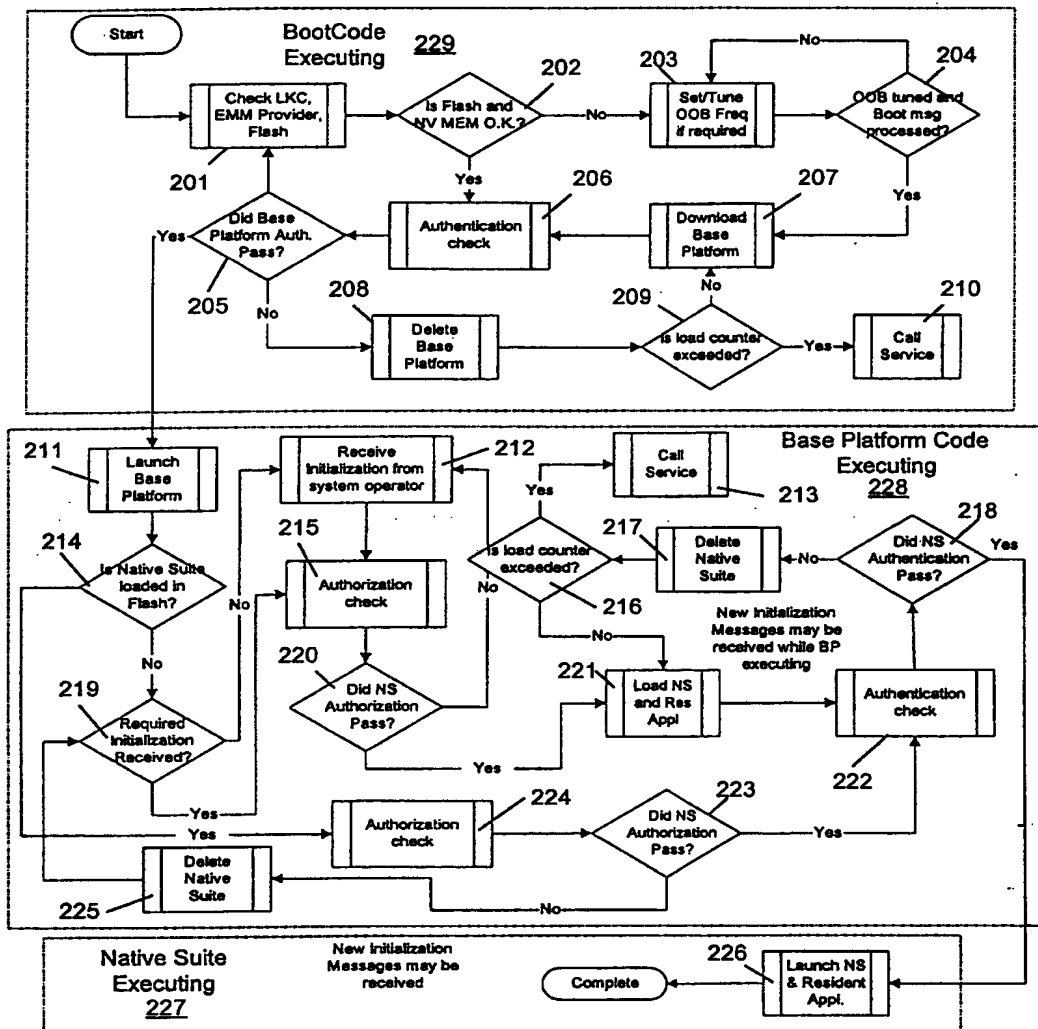 Start
BootCode
Executing
229
201
Check LKC,
EMM Provider,
Flash
202
Is Flash and
NV MEM O.K.?
No
Yes
203
Set/Tune
OOB Freq
if required
No
204
OOB tuned and
Boot msg
processed?
Yes
205
Did Base
Platform Auth.
Pass?
Yes
No
206
Authentication
check
207
Download
Base
Platform
No
208
Delete
Base
Platform
209
Is load counter
exceeded?
Yes
210
Call
Service
Base Platform Code
Executing
228
211
Launch
Base
Platform
212
Receive
Initialization from
system operator
Call
Service
213
Yes
214
Is Native Suite
loaded in
Flash?
No
No
215
Authorization
check
No
Is load counter
exceeded?
216
No
217
Delete
Native
Suite
No
218
Did NS
Authentication
Pass?
Yes
New Initialization
Messages may be
received while BP
executing
219
Required
Initialization
Received?
Yes
Yes
220
Did NS
Authorization
Pass?
Yes
221
Load NS
and Res
Appl
Authentication
check
222
Authorization
check
224
Did NS
Authorization
Pass?
223
Yes
No
Delete
Native
Suite
225
Native Suite
Executing
227
New Initialization
Messages may be
received
Complete
226
Launch NS
& Resident
Appl.